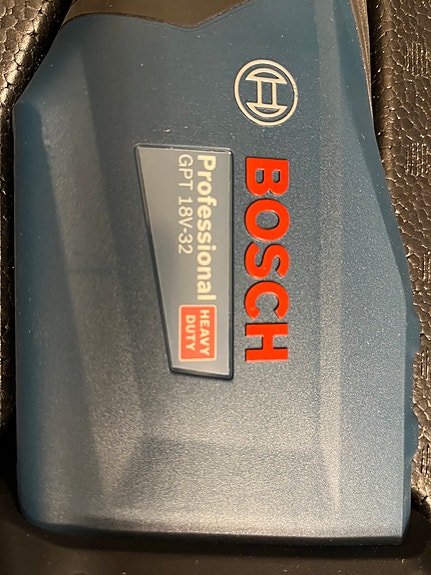 BOSCH
Professional
GPT 18V-32
HEAVY
DUTY